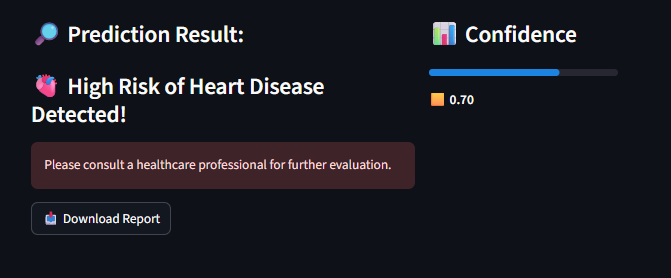 🔎 Prediction Result:
🫀 High Risk of Heart Disease
Detected!
Please consult a healthcare professional for further evaluation.
📥 Download Report
📊 Confidence
🟧 0.70